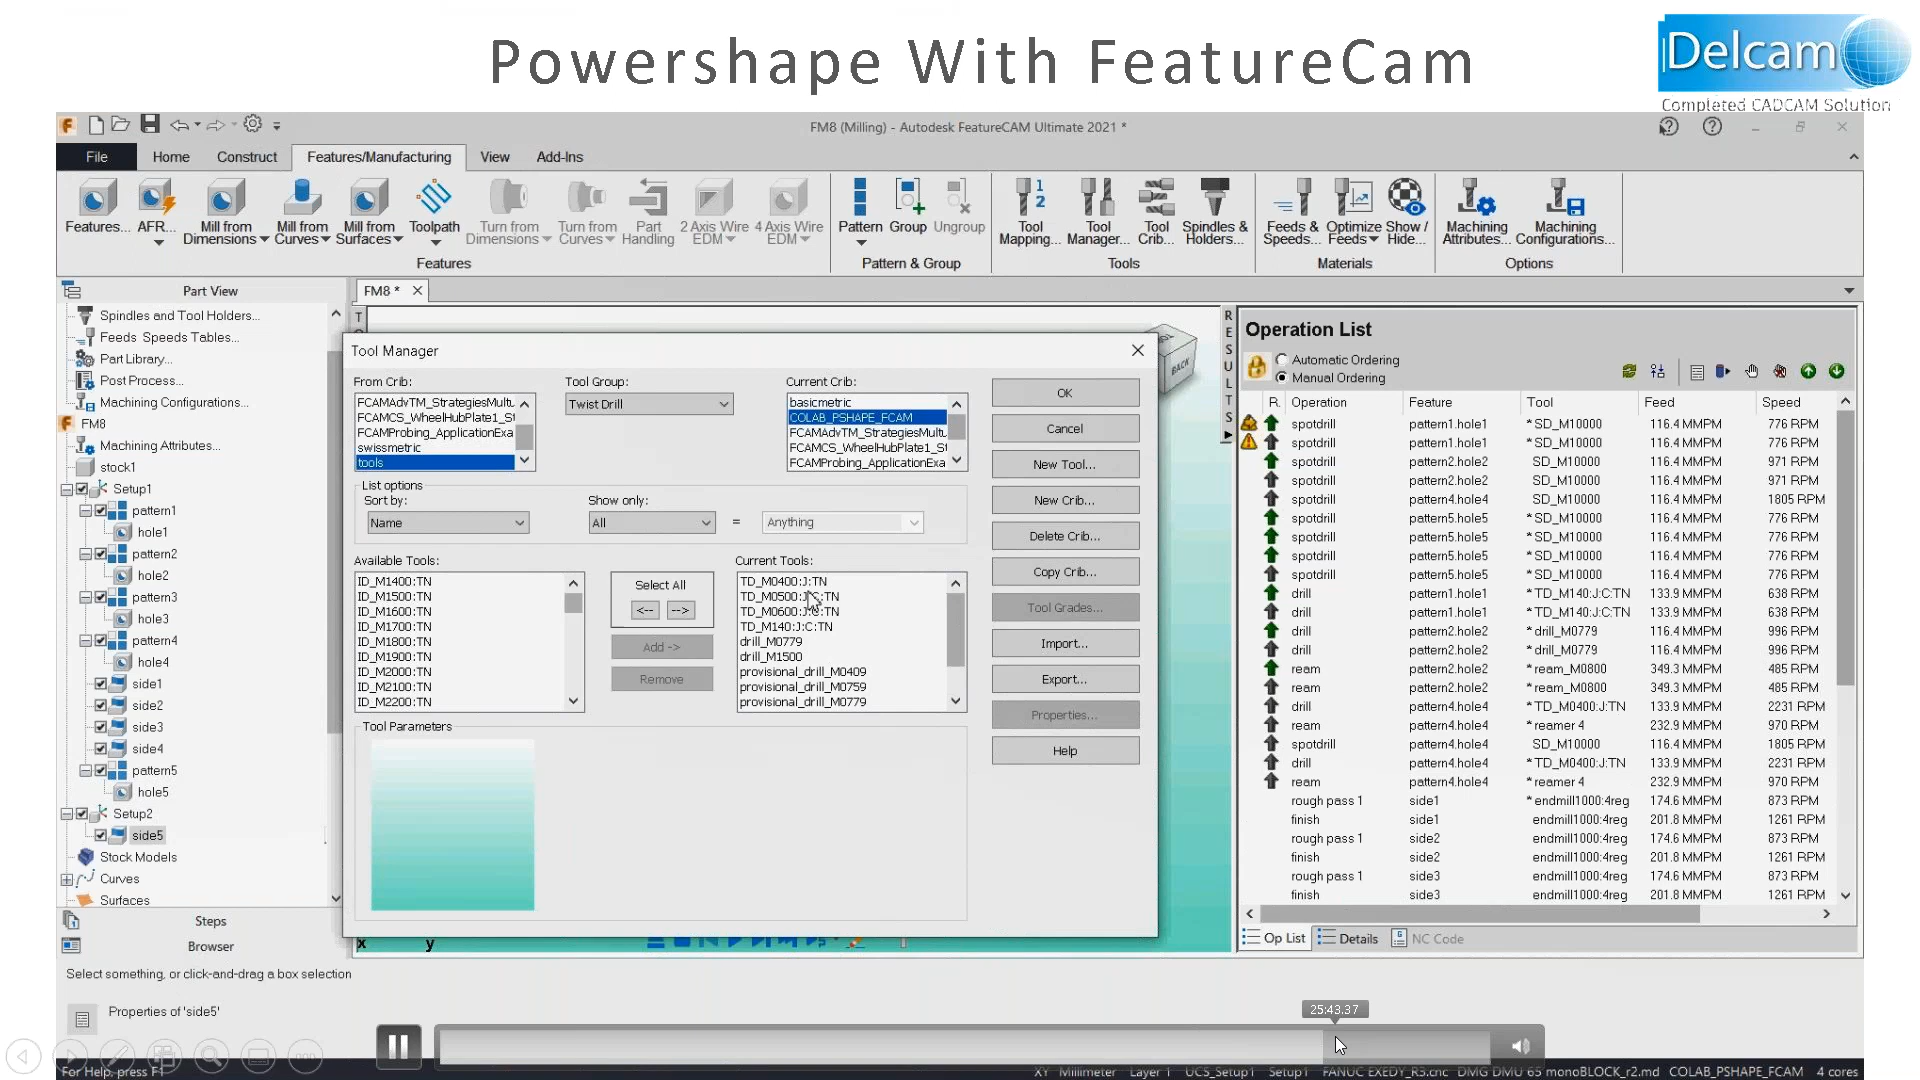 Powershape With FeatureCam
Delcam
Completed CADCAM Solution
FM8 (Milling) - Autodesk FeatureCAM Ultimate 2021 *
File Home Construct Features/Manufacturing View Add-Ins
Features... AFR... Mill from Dimensions Mill from Curves Mill from Surfaces Toolpath Turn from Dimensions Turn from Curves Part Handling 2 Axis Wire EDM 4 Axis Wire EDM
Pattern Group Ungroup
Tool Mapping... Tool Manager... Tool Crib... Spindles & Holders...
Feeds & Speeds... Optimize Feeds Show / Hide...
Machining Attributes... Machining Configurations...
Features Pattern & Group Tools Materials Options
Part View
FM8 *
Spindles and Tool Holders...
Feeds Speeds Tables...
Part Library...
Post Process...
Machining Configurations...
FM8
Machining Attributes...
stock1
Setup1
pattern1
hole1
pattern2
hole2
pattern3
hole3
pattern4
hole4
side1
side2
side3
side4
pattern5
hole5
Setup2
side5
Stock Models
Curves
Surfaces
Steps
Browser
Tool Manager
From Crib:
FCAMAdvTM_StrategiesMultu
FCAMCS_WheelHubPlate1_St
FCAMProbing_ApplicationExa
swissmetric
tools
Tool Group:
Twist Drill
Current Crib:
basicmetric
COLAB_PSHAPE_FCAM
FCAMAdvTM_StrategiesMultu
FCAMCS_WheelHubPlate1_St
FCAMProbing_ApplicationExa
List options
Sort by:
Name
Show only:
All
=
Anything
Available Tools:
ID_M1400:TN
ID_M1500:TN
ID_M1600:TN
ID_M1700:TN
ID_M1800:TN
ID_M1900:TN
ID_M2000:TN
ID_M2100:TN
ID_M2200:TN
Select All
<-- -->
Add ->
Remove
Current Tools:
TD_M0400:J:TN
TD_M0500:J:C:TN
TD_M0600:J:C:TN
TD_M140:J:C:TN
drill_M0779
drill_M1500
provisional_drill_M0409
provisional_drill_M0759
provisional_drill_M0779
Tool Parameters
OK
Cancel
New Tool...
New Crib...
Delete Crib...
Copy Crib...
Tool Grades...
Import...
Export...
Properties...
Help
BACK
x y
RESULTS
Operation List
Automatic Ordering
Manual Ordering
R. Operation Feature Tool Feed Speed
spotdrill pattern1.hole1 * SD_M10000 116.4 MMPM 776 RPM
spotdrill pattern1.hole1 * SD_M10000 116.4 MMPM 776 RPM
spotdrill pattern2.hole2 SD_M10000 116.4 MMPM 971 RPM
spotdrill pattern2.hole2 SD_M10000 116.4 MMPM 971 RPM
spotdrill pattern4.hole4 SD_M10000 116.4 MMPM 1805 RPM
spotdrill pattern5.hole5 * SD_M10000 116.4 MMPM 776 RPM
spotdrill pattern5.hole5 * SD_M10000 116.4 MMPM 776 RPM
spotdrill pattern5.hole5 * SD_M10000 116.4 MMPM 776 RPM
spotdrill pattern5.hole5 * SD_M10000 116.4 MMPM 776 RPM
drill pattern1.hole1 * TD_M140:J:C:TN 133.9 MMPM 638 RPM
drill pattern1.hole1 * TD_M140:J:C:TN 133.9 MMPM 638 RPM
drill pattern2.hole2 * drill_M0779 116.4 MMPM 996 RPM
drill pattern2.hole2 * drill_M0779 116.4 MMPM 996 RPM
ream pattern2.hole2 * ream_M0800 349.3 MMPM 485 RPM
ream pattern2.hole2 * ream_M0800 349.3 MMPM 485 RPM
drill pattern4.hole4 * TD_M0400:J:TN 133.9 MMPM 2231 RPM
ream pattern4.hole4 * reamer 4 232.9 MMPM 970 RPM
spotdrill pattern4.hole4 SD_M10000 116.4 MMPM 1805 RPM
drill pattern4.hole4 * TD_M0400:J:TN 133.9 MMPM 2231 RPM
ream pattern4.hole4 * reamer 4 232.9 MMPM 970 RPM
rough pass 1 side1 * endmill1000:4reg 174.6 MMPM 873 RPM
finish side1 endmill1000:4reg 201.8 MMPM 1261 RPM
rough pass 1 side2 endmill1000:4reg 174.6 MMPM 873 RPM
finish side2 endmill1000:4reg 201.8 MMPM 1261 RPM
rough pass 1 side3 endmill1000:4reg 174.6 MMPM 873 RPM
finish side3 endmill1000:4reg 201.8 MMPM 1261 RPM
Op List Details NC Code
Select something, or click-and-drag a box selection
Properties of 'side5'
25:43.37
For Help, press F1
XY Millimeter Layer 1 UCS_Setup1 Setup1 FANUC EXEDY_R3.cnc DMG DMU 65 monoBLOCK_r2.md COLAB_PSHAPE_FCAM 4 cores